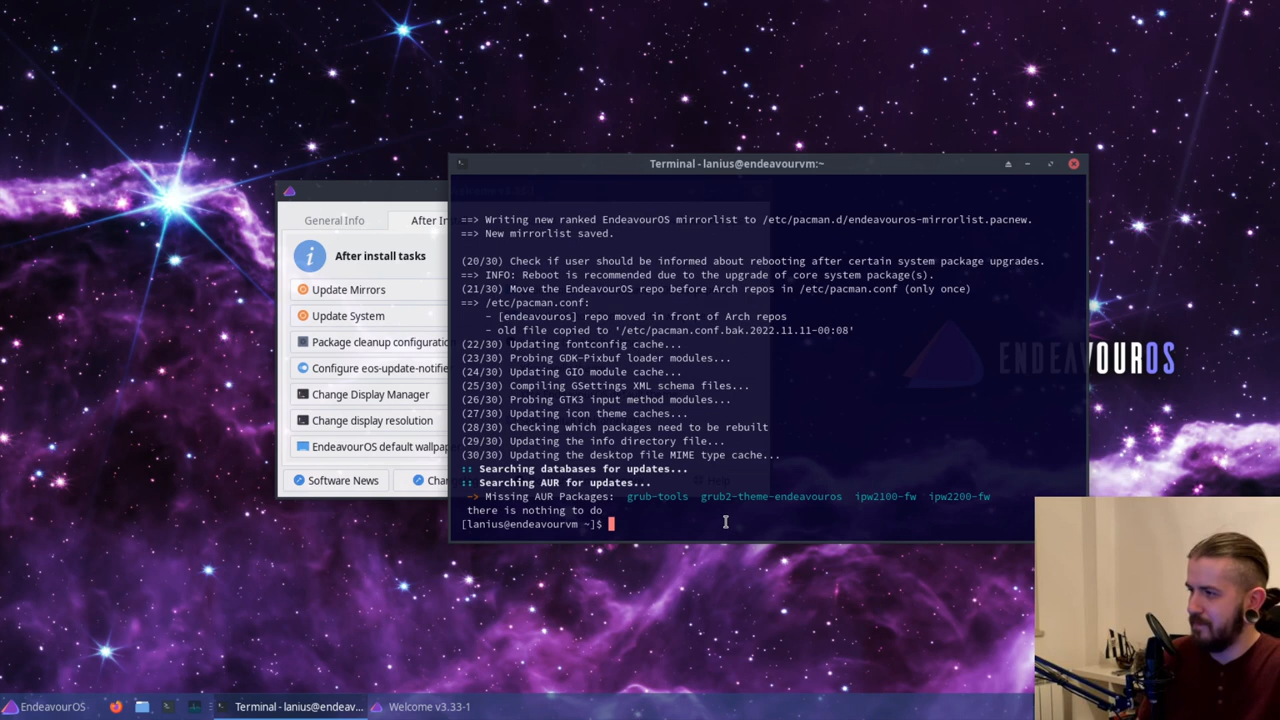 Terminal - lanius@endeavourvm:~
==> Writing new ranked EndeavourOS mirrorlist to /etc/pacman.d/endeavouros-mirrorlist.pacnew.
==> New mirrorlist saved.
(20/30) Check if user should be informed about rebooting after certain system package upgrades.
==> INFO: Reboot is recommended due to the upgrade of core system package(s).
(21/30) Move the EndeavourOS repo before Arch repos in /etc/pacman.conf (only once)
==> /etc/pacman.conf:
- [endeavouros] repo moved in front of Arch repos
- old file copied to '/etc/pacman.conf.bak.2022.11.11-00:08'
(22/30) Updating fontconfig cache...
(23/30) Probing GDK-Pixbuf loader modules...
(24/30) Updating GIO module cache...
(25/30) Compiling GSettings XML schema files...
(26/30) Probing GTK3 input method modules...
(27/30) Updating icon theme caches...
(28/30) Checking which packages need to be rebuilt
(29/30) Updating the info directory file...
(30/30) Updating the desktop file MIME type cache...
:: Searching databases for updates...
:: Searching AUR for updates...
-> Missing AUR Packages: grub-tools grub2-theme-endeavouros ipw2100-fw ipw2200-fw
there is nothing to do
[lanius@endeavourvm ~]$
General Info
After In
After install tasks
Update Mirrors
Update System
Package cleanup configuratio
Configure eos-update-notifie
Change Display Manager
Change display resolution
EndeavourOS default wallpap
Software News
Chan
Help
ENDEAVOUROS
EndeavourOS
Terminal - lanius@endeav...
Welcome v3.33-1